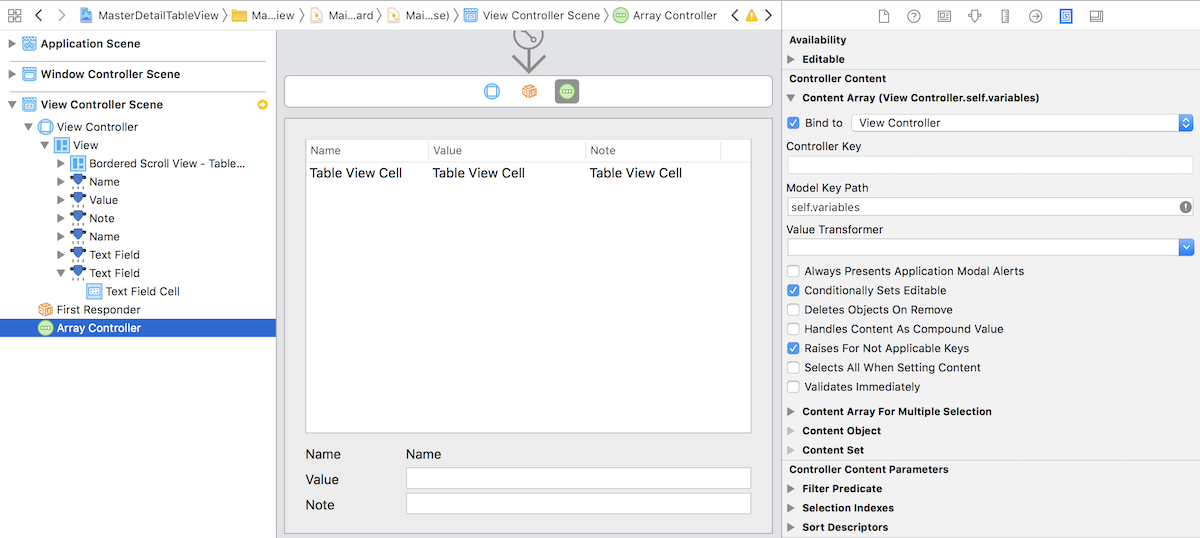 MasterDetailTableView Ma...iew Mai...ard Mai...se) View Controller Scene Array Controller
Application Scene
Window Controller Scene
View Controller Scene
View Controller
View
Bordered Scroll View - Table...
Name
Value
Note
Name
Text Field
Text Field
Text Field Cell
First Responder
Array Controller
Name Value Note
Table View Cell Table View Cell Table View Cell
Name Name
Value
Note
Availability
Editable
Controller Content
Content Array (View Controller.self.variables)
Bind to View Controller
Controller Key
Model Key Path
self.variables
Value Transformer
Always Presents Application Modal Alerts
Conditionally Sets Editable
Deletes Objects On Remove
Handles Content As Compound Value
Raises For Not Applicable Keys
Selects All When Setting Content
Validates Immediately
Content Array For Multiple Selection
Content Object
Content Set
Controller Content Parameters
Filter Predicate
Selection Indexes
Sort Descriptors